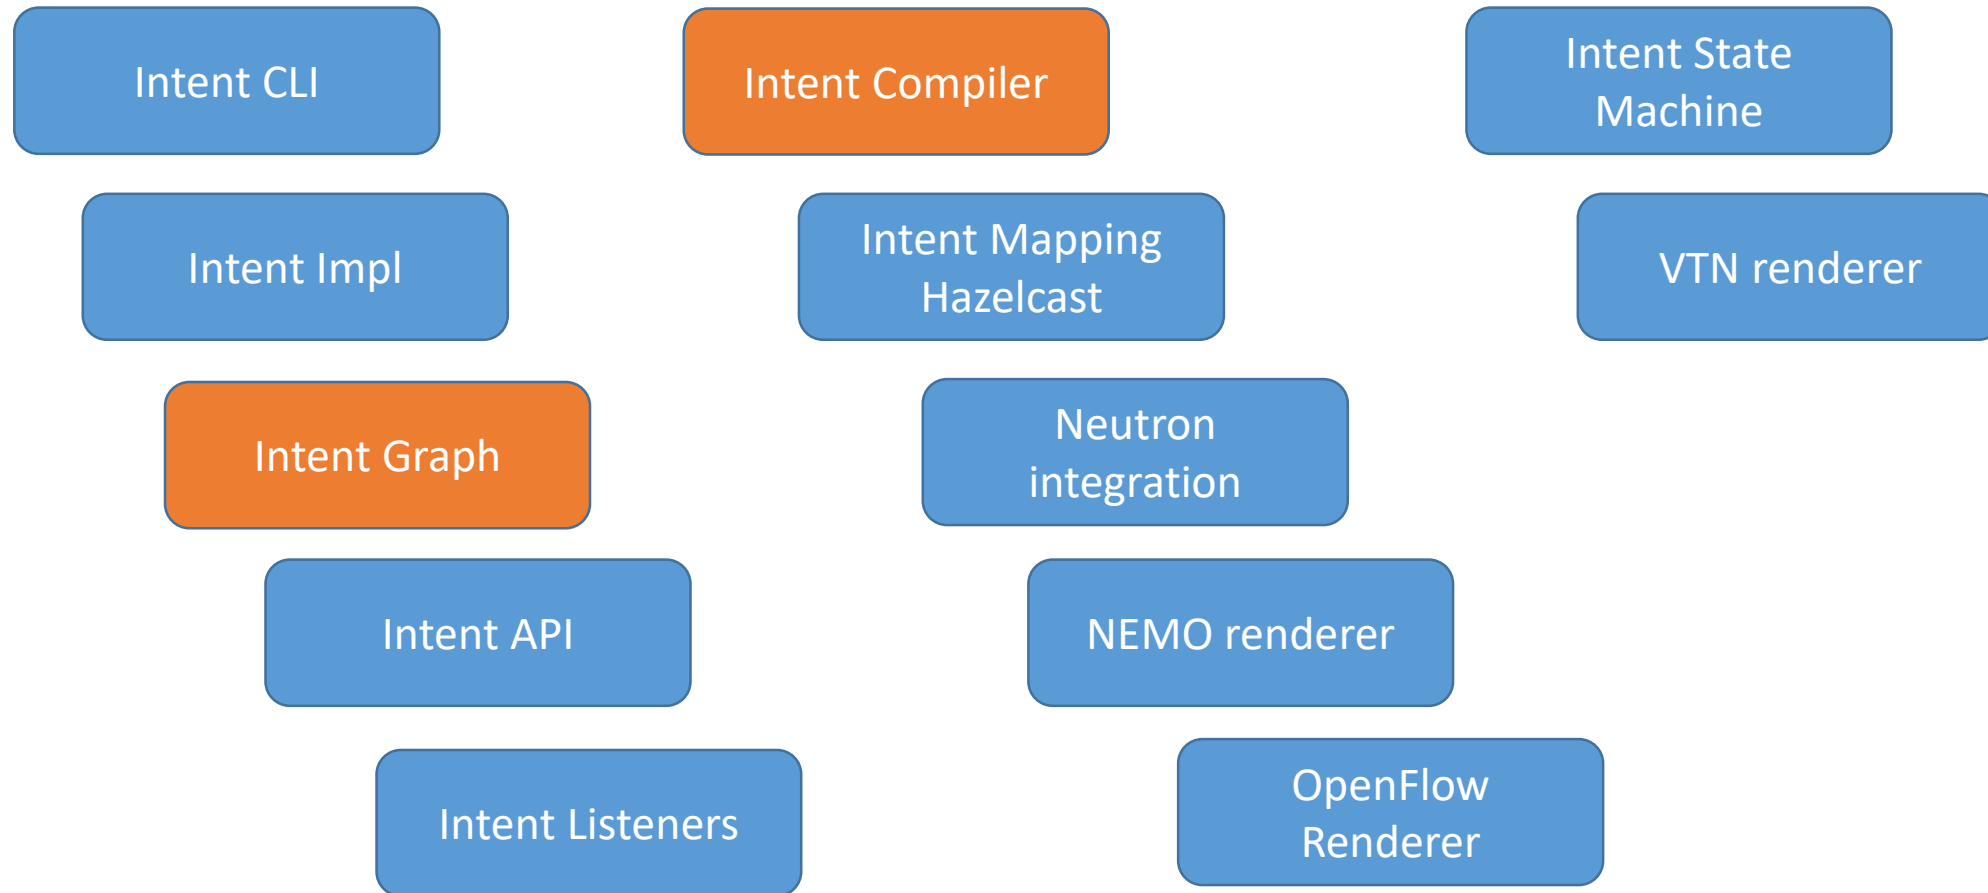 Intent CLI
Intent Impl
Intent Graph
Intent API
Intent Listeners
Intent Compiler
Intent Mapping
Hazelcast
Neutron
integration
NEMO renderer
OpenFlow
Renderer
Intent State
Machine
VTN renderer